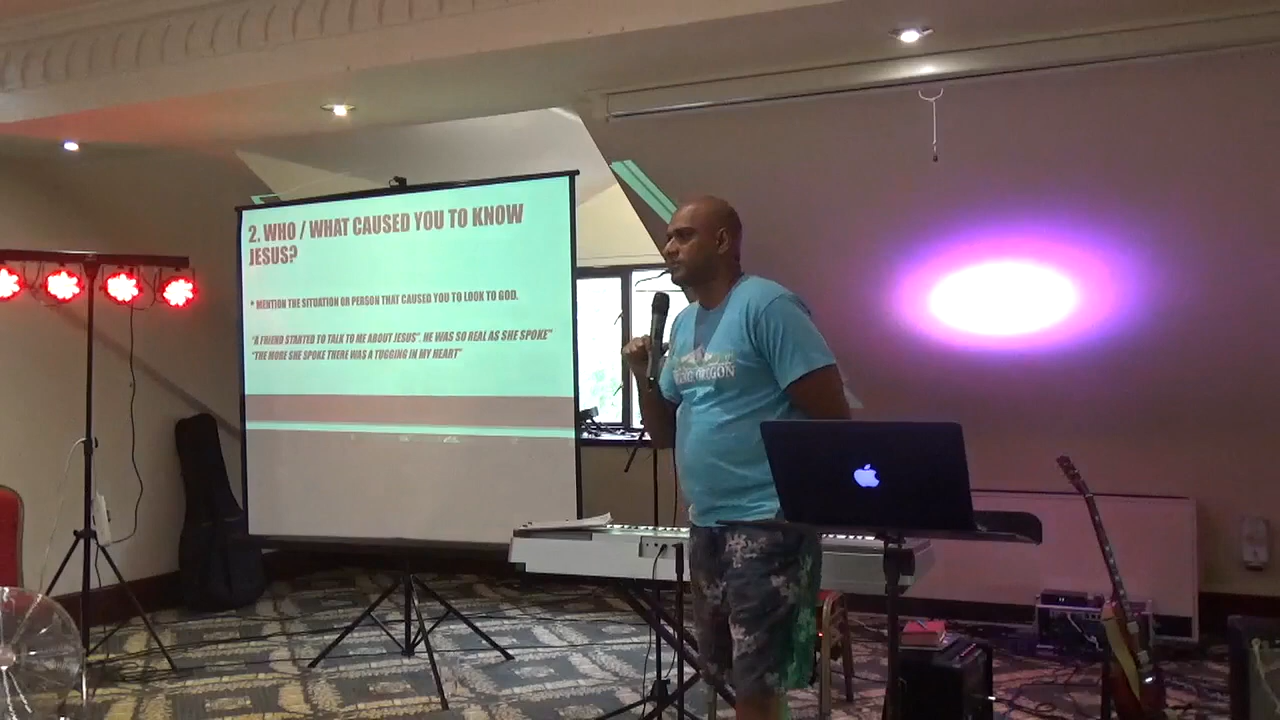 2. WHO / WHAT CAUSED YOU TO KNOW
JESUS?
* MENTION THE SITUATION OR PERSON THAT CAUSED YOU TO LOOK TO GOD.
"A FRIEND STARTED TO TALK TO ME ABOUT JESUS". HE WAS SO REAL AS SHE SPOKE"
"THE MORE SHE SPOKE THERE WAS A TUGGING IN MY HEART"
OREGON